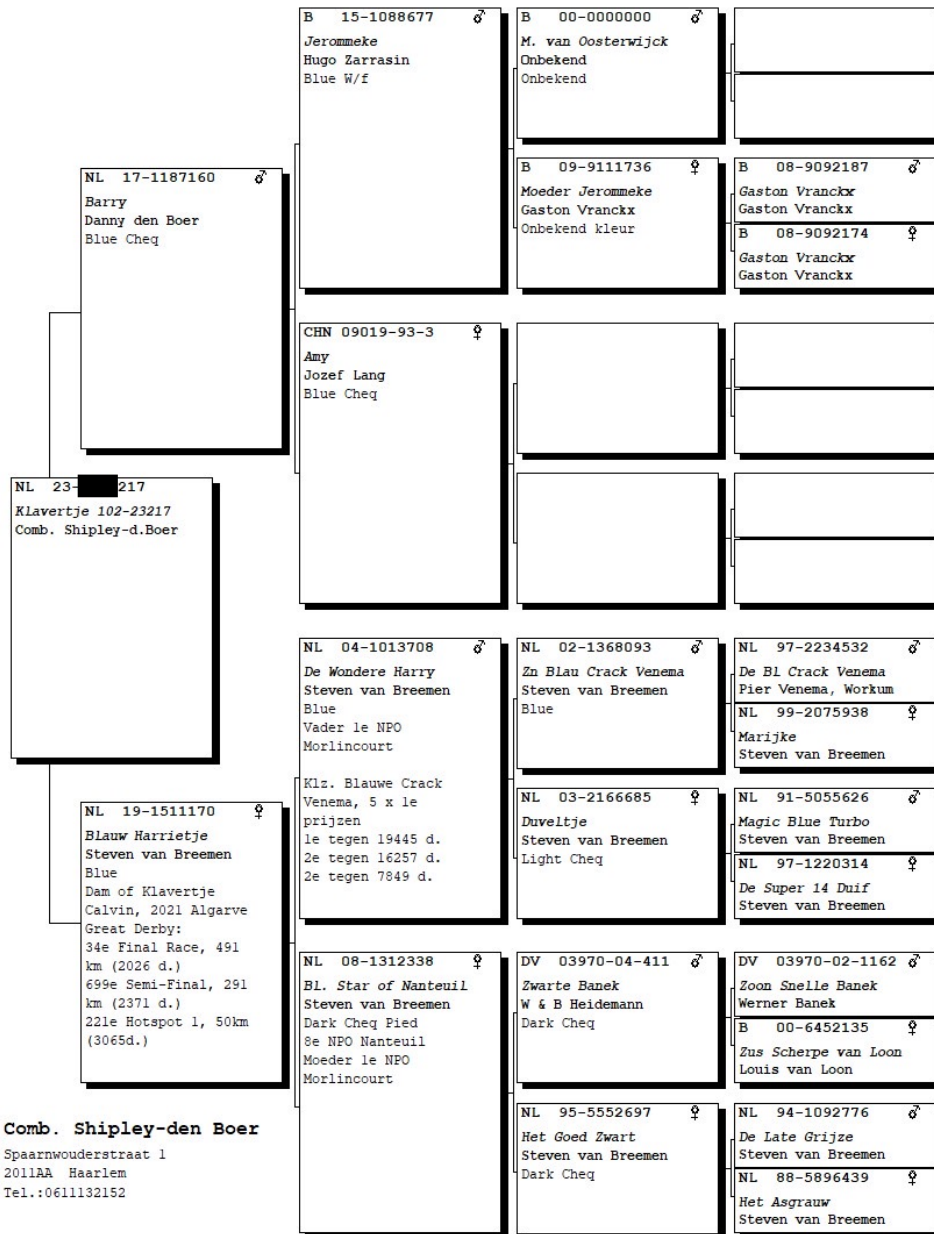 NL 23- 217
Klavertje 102-23217
Comb. Shipley-d.Boer
NL 17-1187160 ♂
Barry
Danny den Boer
Blue Cheq
NL 19-1511170 ♀
Blauw Harrietje
Steven van Breemen
Blue
Dam of Klavertje
Calvin, 2021 Algarve
Great Derby:
34e Final Race, 491
km (2026 d.)
699e Semi-Final, 291
km (2371 d.)
221e Hotspot 1, 50km
(3065d.)
B 15-1088677 ♂
Jerommeke
Hugo Zarrasin
Blue W/f
CHN 09019-93-3 ♀
Amy
Jozef Lang
Blue Cheq
NL 04-1013708 ♂
De Wondere Harry
Steven van Breemen
Blue
Vader 1e NPO
Morlincourt
Klz. Blauwe Crack
Venema, 5 x 1e
prijzen
1e tegen 19445 d.
2e tegen 16257 d.
2e tegen 7849 d.
NL 08-1312338 ♀
Bl. Star of Nanteuil
Steven van Breemen
Dark Cheq Pied
8e NPO Nanteuil
Moeder 1e NPO
Morlincourt
B 00-0000000 ♂
M. van Oosterwijck
Onbekend
Onbekend
B 09-9111736 ♀
Moeder Jerommeke
Gaston Vranckx
Onbekend kleur
NL 02-1368093 ♂
Zn Blau Crack Venema
Steven van Breemen
Blue
NL 03-2166685 ♀
Duveltje
Steven van Breemen
Light Cheq
DV 03970-04-411 ♂
Zwarte Banek
W & B Heidemann
Dark Cheq
NL 95-5552697 ♀
Het Goed Zwart
Steven van Breemen
Dark Cheq
B 08-9092187 ♂
Gaston Vranckx
Gaston Vranckx
B 08-9092174 ♀
Gaston Vranckx
Gaston Vranckx
NL 97-2234532 ♂
De Bl Crack Venema
Pier Venema, Workum
NL 99-2075938 ♀
Marijke
Steven van Breemen
NL 91-5055626 ♂
Magic Blue Turbo
Steven van Breemen
NL 97-1220314 ♀
De Super 14 Duif
Steven van Breemen
DV 03970-02-1162 ♂
Zoon Snelle Banek
Werner Banek
B 00-6452135 ♀
Zus Scherpe van Loon
Louis van Loon
NL 94-1092776 ♂
De Late Grijze
Steven van Breemen
NL 88-5896439 ♀
Het Asgrauw
Steven van Breemen
Comb. Shipley-den Boer
Spaarnwouderstraat 1
2011AA Haarlem
Tel.:0611132152